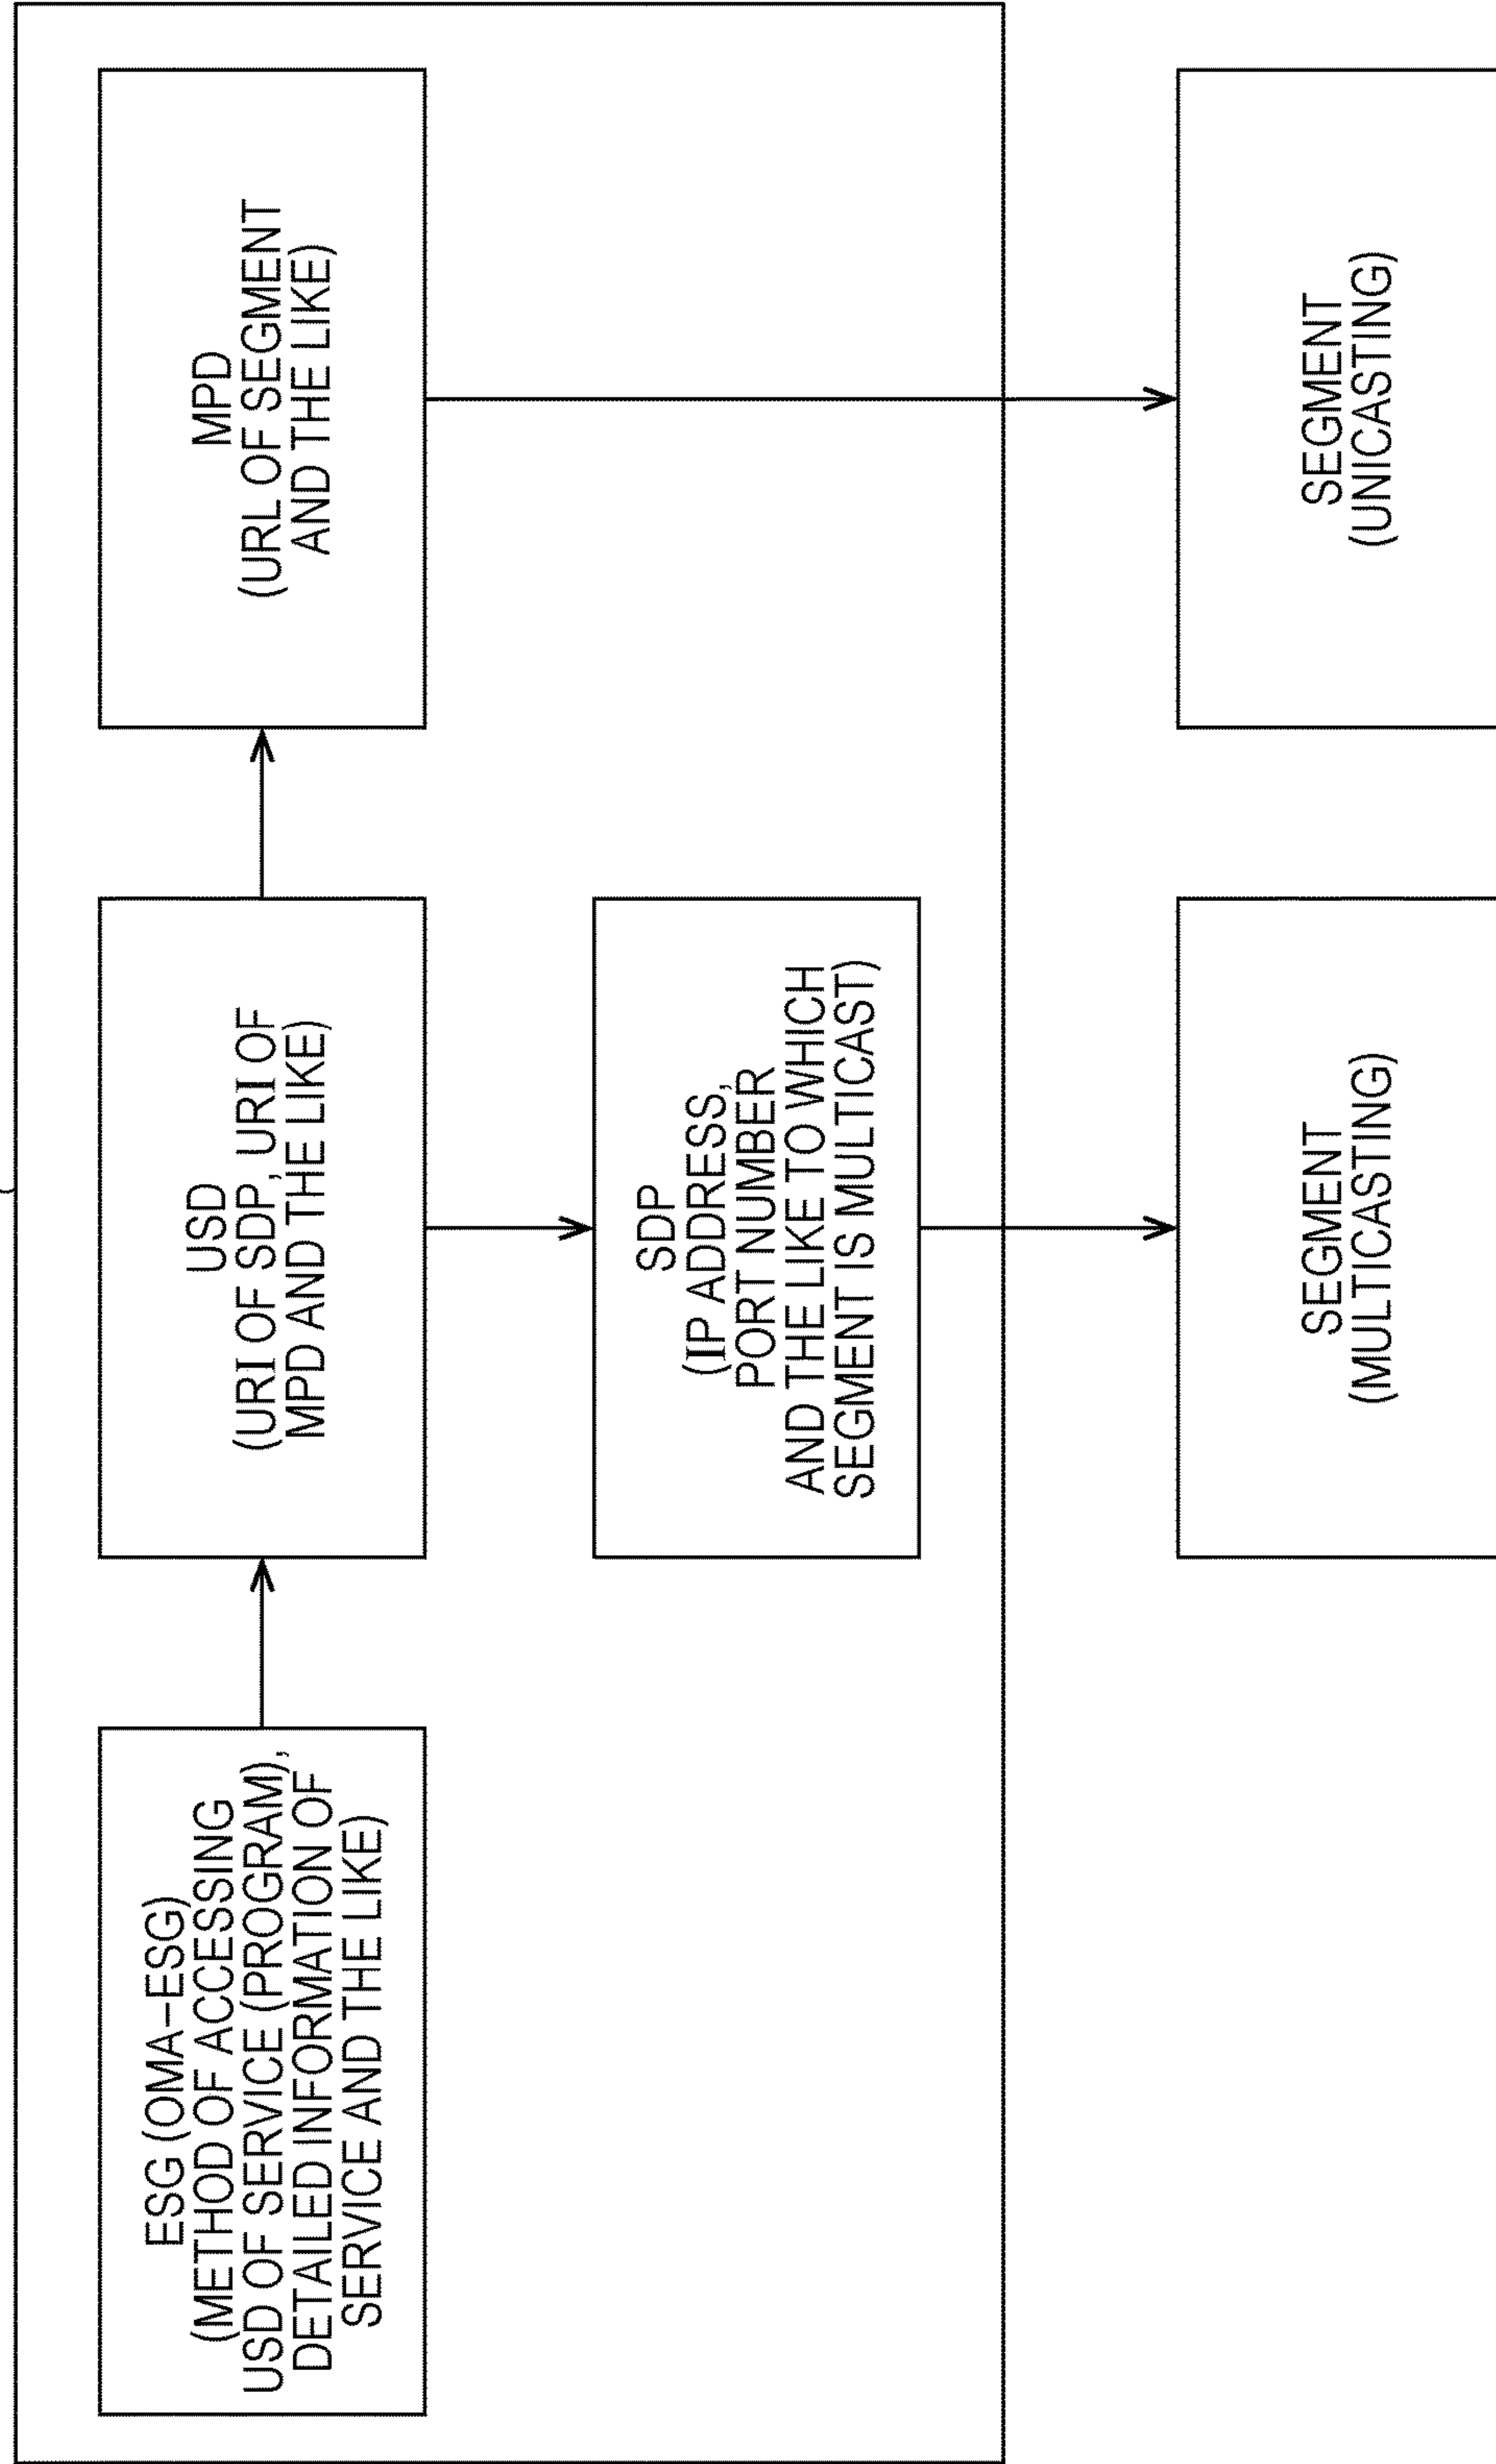 ESG (OMA-ESG)
(METHOD OF ACCESSING
USD OF SERVICE (PROGRAM),
DETAILED INFORMATION OF
SERVICE AND THE LIKE)
USD
(URI OF SDP, URI OF
MPD AND THE LIKE)
MPD
(URL OF SEGMENT
AND THE LIKE)
SDP
(IP ADDRESS,
PORT NUMBER
AND THE LIKE TO WHICH
SEGMENT IS MULTICAST)
SEGMENT
(MULTICASTING)
SEGMENT
(UNICASTING)